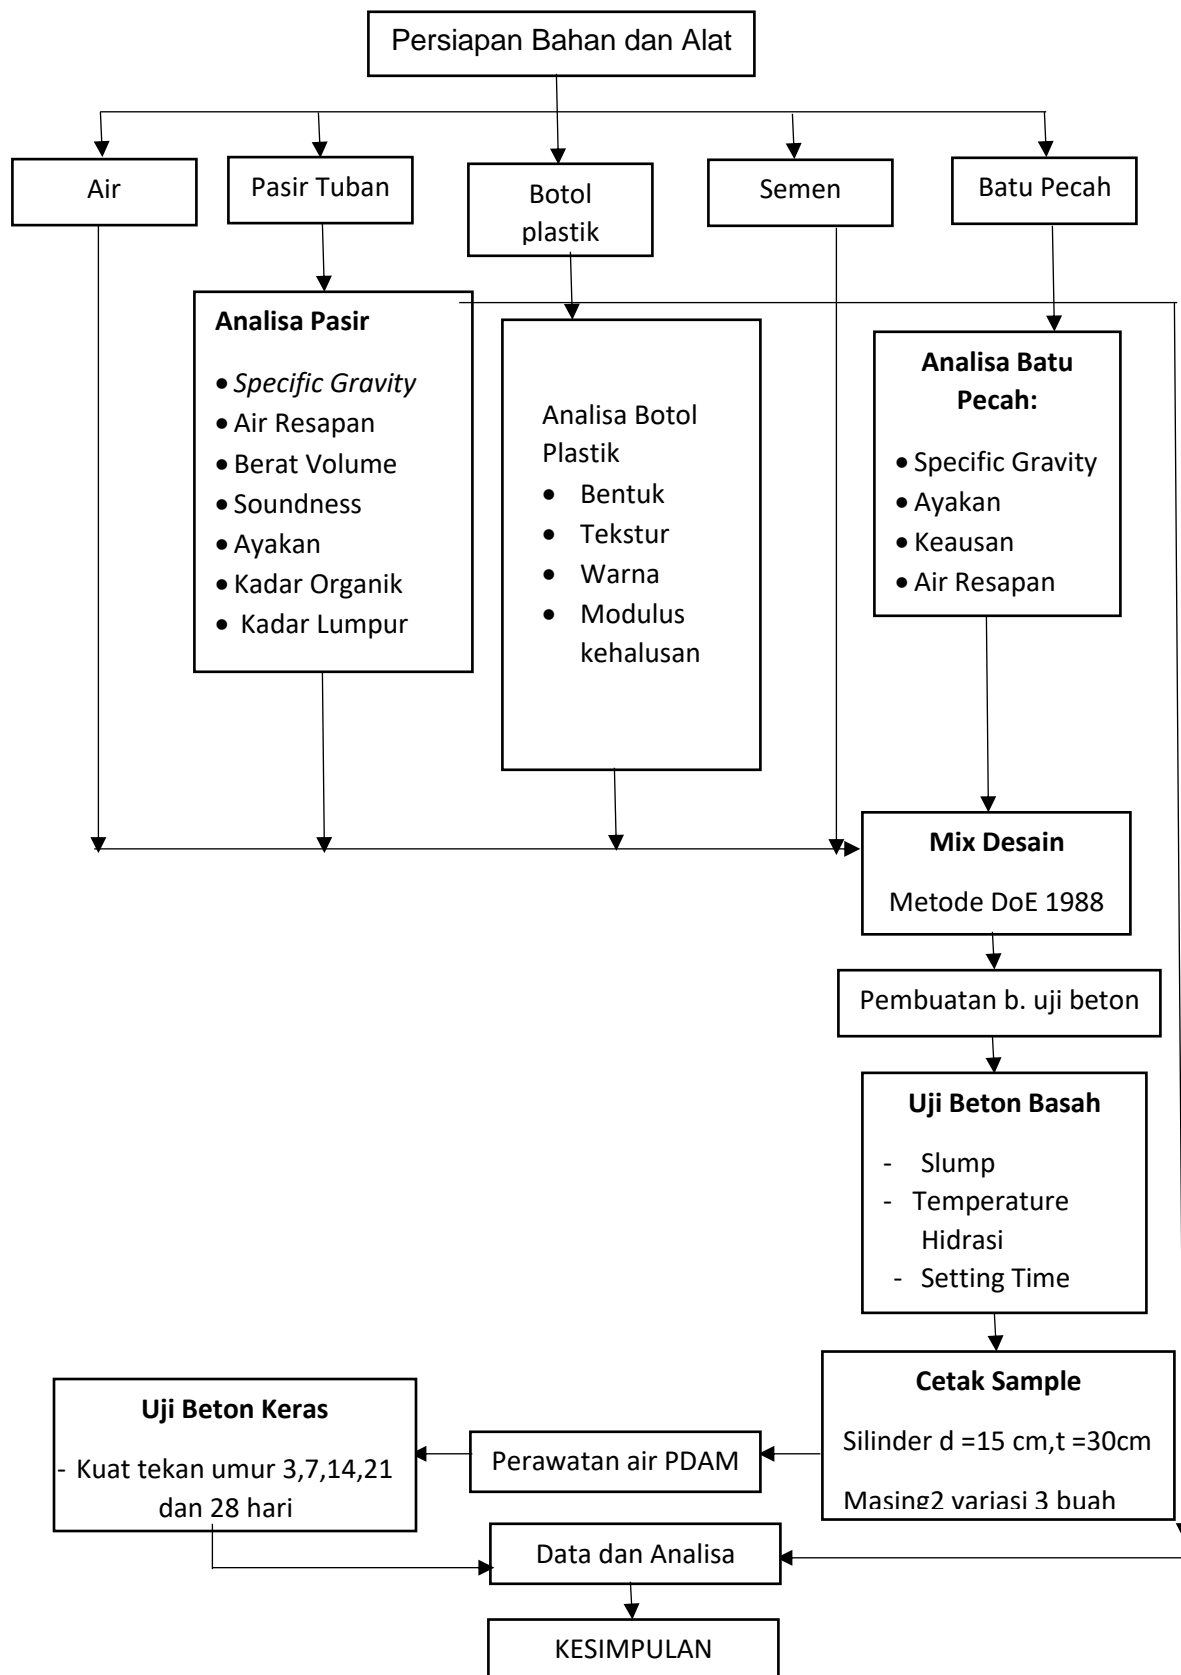 Persiapan Bahan dan Alat
Air
Pasir Tuban
Botol
plastik
Semen
Batu Pecah
Analisa Pasir
• Specific Gravity
• Air Resapan
• Berat Volume
• Soundness
• Ayakan
• Kadar Organik
• Kadar Lumpur
Analisa Botol
Plastik
• Bentuk
• Tekstur
• Warna
• Modulus
kehalusan
Analisa Batu
Pecah:
• Specific Gravity
• Ayakan
• Keausan
• Air Resapan
Mix Desain
Metode DoE 1988
Pembuatan b. uji beton
Uji Beton Basah
- Slump
- Temperature
Hidrasi
- Setting Time
Cetak Sample
Silinder d =15 cm,t =30cm
Masing2 variasi 3 buah
Perawatan air PDAM
Uji Beton Keras
- Kuat tekan umur 3,7,14,21
dan 28 hari
Data dan Analisa
KESIMPULAN